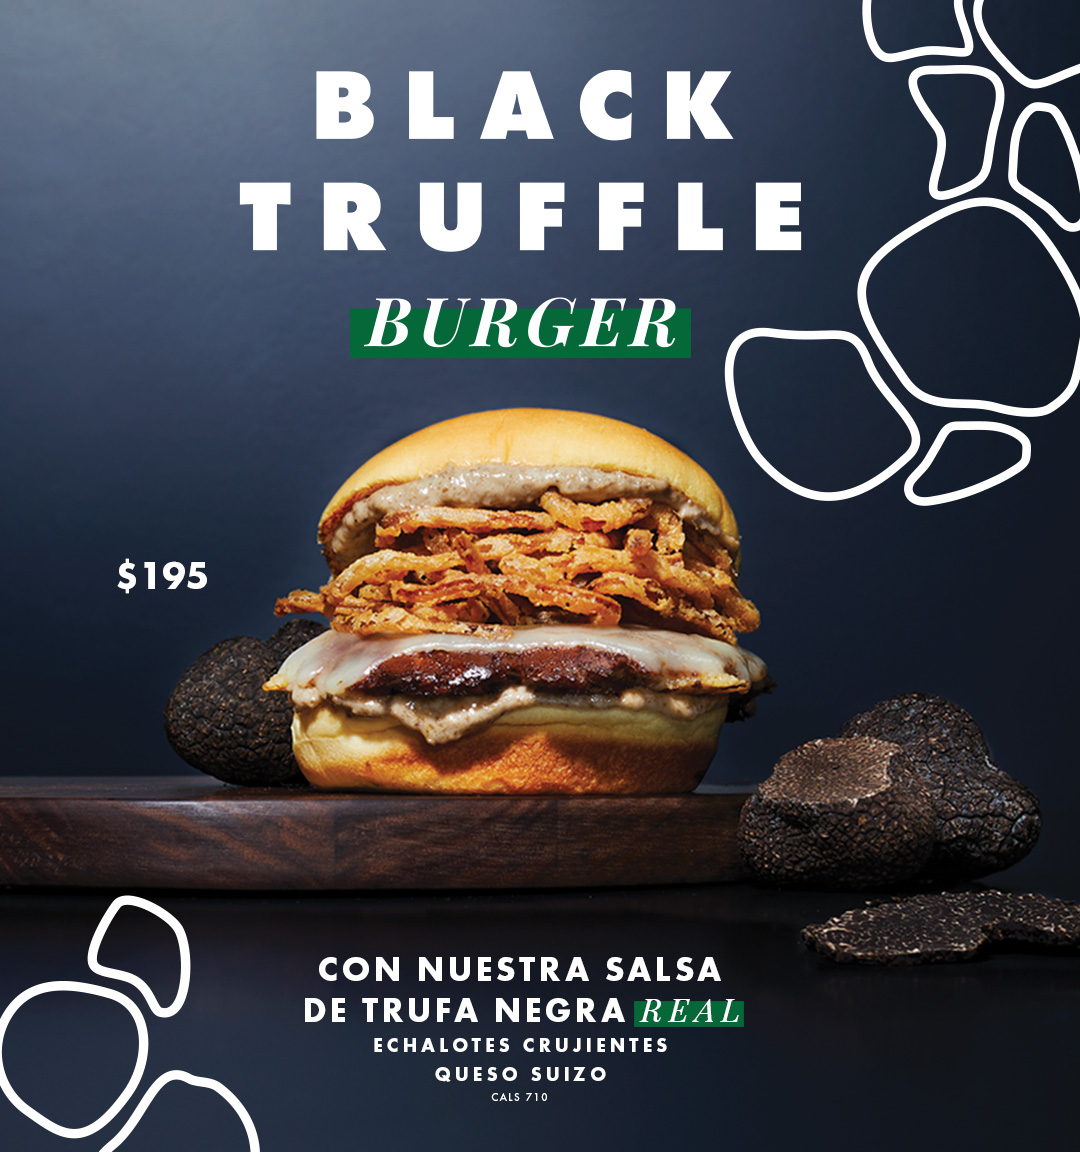 BLACK
TRUFFLE
BURGER
$195
CON NUESTRA SALSA
DE TRUFA NEGRA REAL
ECHALOTES CRUJIENTES
QUESO SUIZO
CALS 710